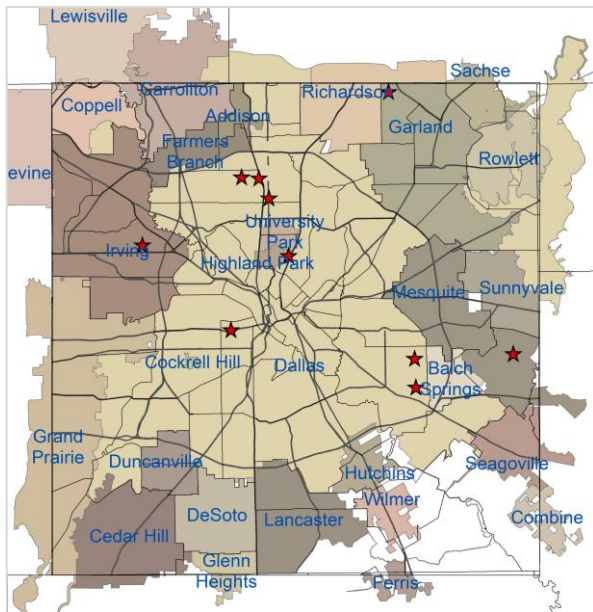 Lewisville
Sachse
Carrollton
Coppell
Richardso
Addison
Garland
Farmers
Branch
Rowlett
evine
University
Park
Irving
Highland Park
Mesquite
Sunnyvale
Cockrell Hill
Dallas
Balch
Springs
Grand
Prairie
Duncanville
Hutchins
Seagoville
Wilmer
DeSoto
Lancaster
Combine
Cedar Hill
Glenn
Heights
Ferris